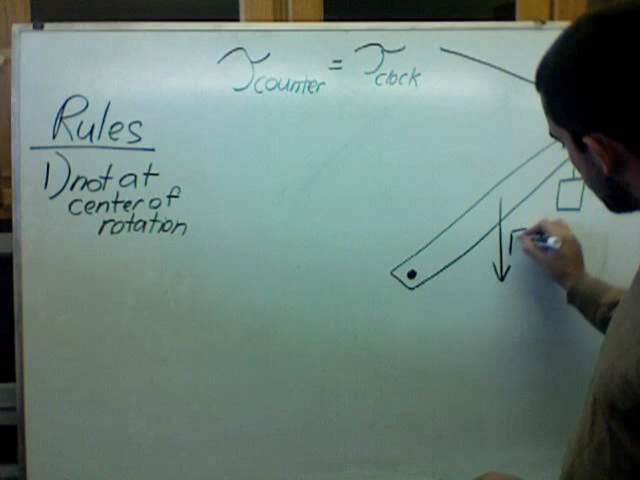 τcounter = τclock
Rules
1) not at
center of
rotation